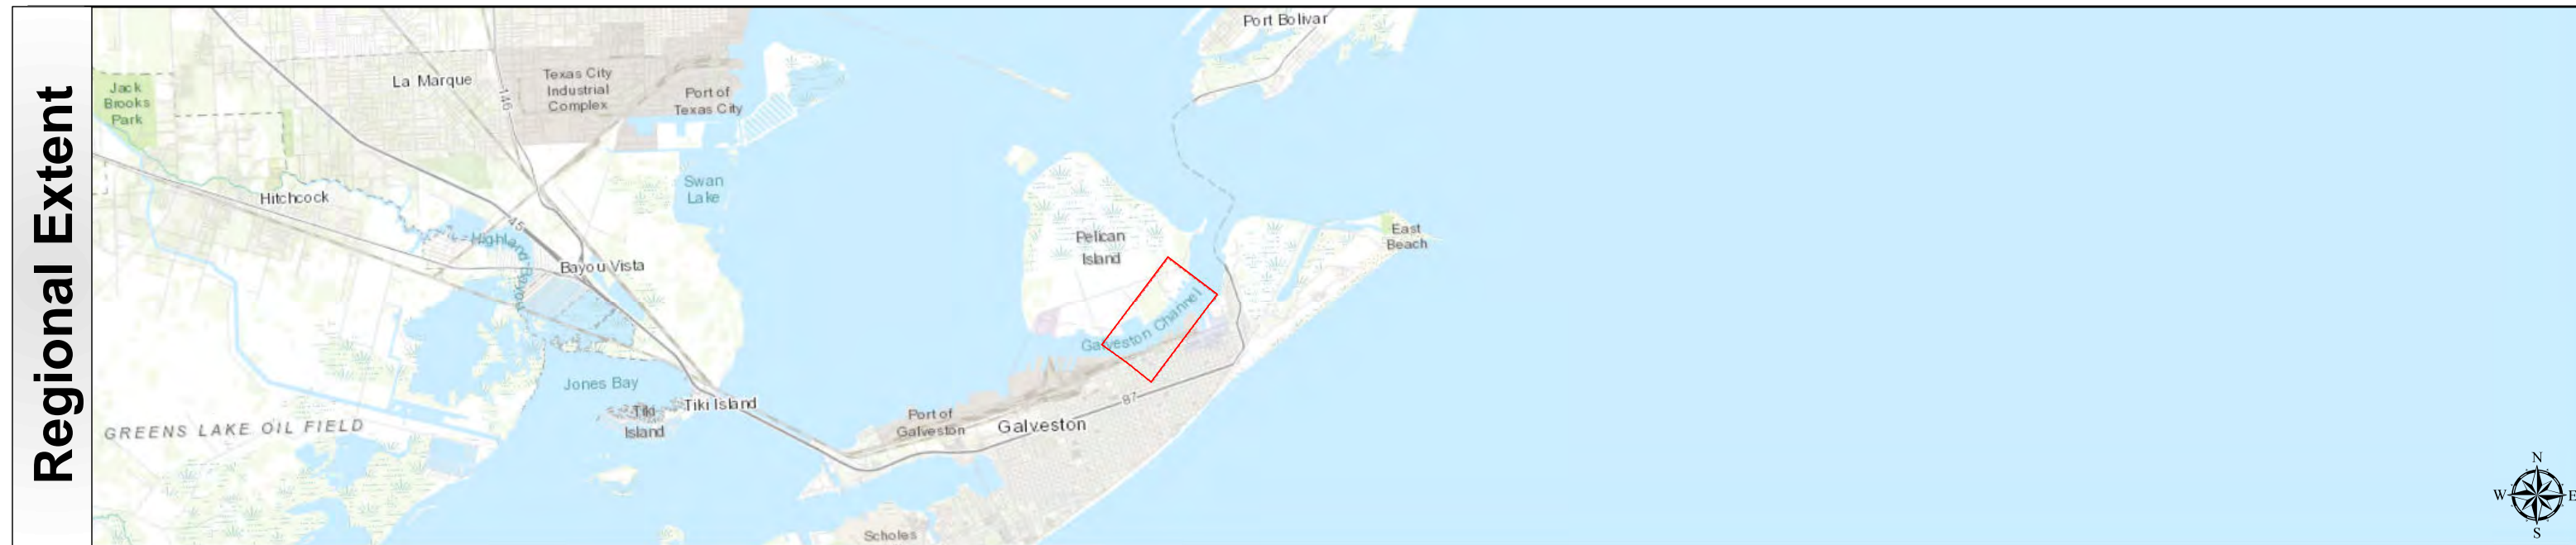 Regional Extent
Port Bolivar
La Marque
146
Texas City
Industrial
Complex
Port of
Texas City
Jack
Brooks
Park
Swan
Lake
Hitchcock
45
Highland Bayou
Bayou Vista
Pelican
Island
East
Beach
Galveston Channel
Jones Bay
Tiki
Island
Tiki Island
87
Port of
Galveston
Galveston
GREENS LAKE OIL FIELD
Scholes
N
W
E
S